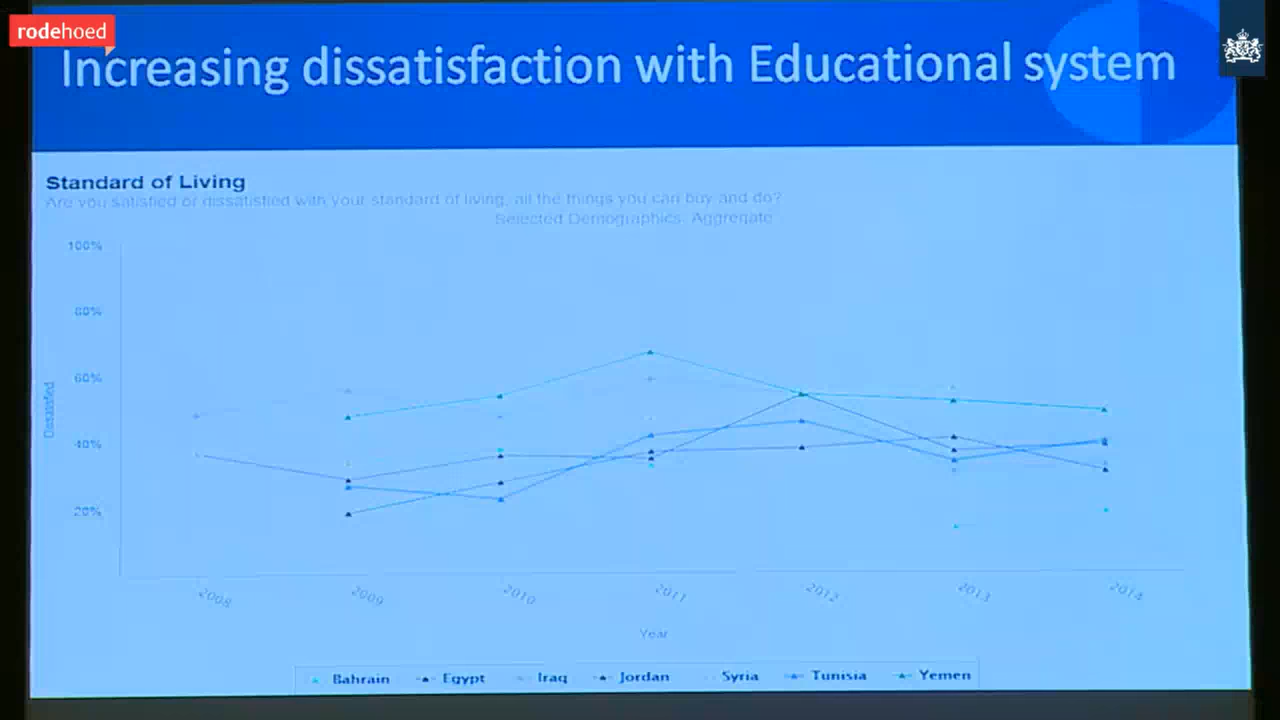 rodehoed
Increasing dissatisfaction with Educational system
Standard of Living
Are you satisfied or dissatisfied with your standard of living, all the things you can buy and do?
Selected Demographics: Aggregate
100%
80%
60%
40%
20%
Dissatisfied
2008 2009 2010 2011 2012 2013 2014
Year
Bahrain Egypt Iraq Jordan Syria Tunisia Yemen